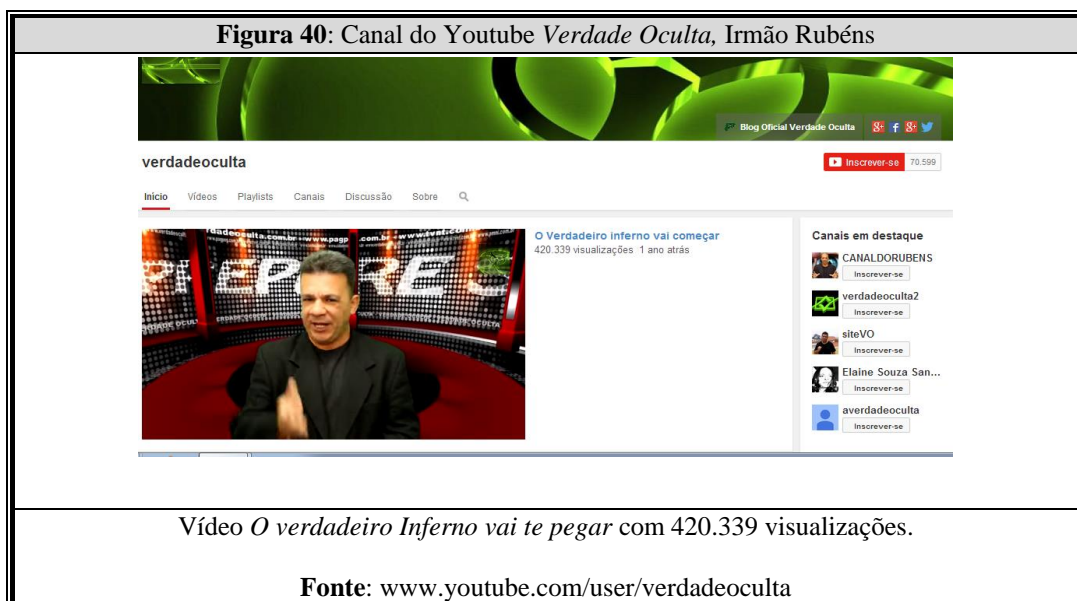 Figura 40: Canal do Youtube Verdade Oculta, Irmão Rubéns
Blog Oficial Verdade Oculta
verdadeoculta
Inscrever-se 70.599
Início Vídeos Playlists Canais Discussão Sobre
PREPARE S
O Verdadeiro inferno vai começar
420.339 visualizações 1 ano atrás
Canais em destaque
CANALDORUBENS
Inscrever-se
verdadeoculta2
Inscrever-se
siteVO
Inscrever-se
Elaine Souza San...
Inscrever-se
averdadeoculta
Inscrever-se
Vídeo O verdadeiro Inferno vai te pegar com 420.339 visualizações.
Fonte: www.youtube.com/user/verdadeoculta